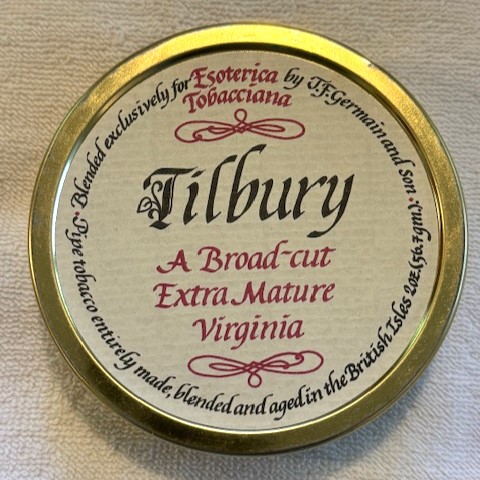 Blended exclusively for Esoterica Tobacciana by J.F. Germain and Son
Tilbury
A Broad-cut
Extra Mature
Virginia
Pipe tobacco entirely made, blended and aged in the British Isles 2oz.(56.7gm.)